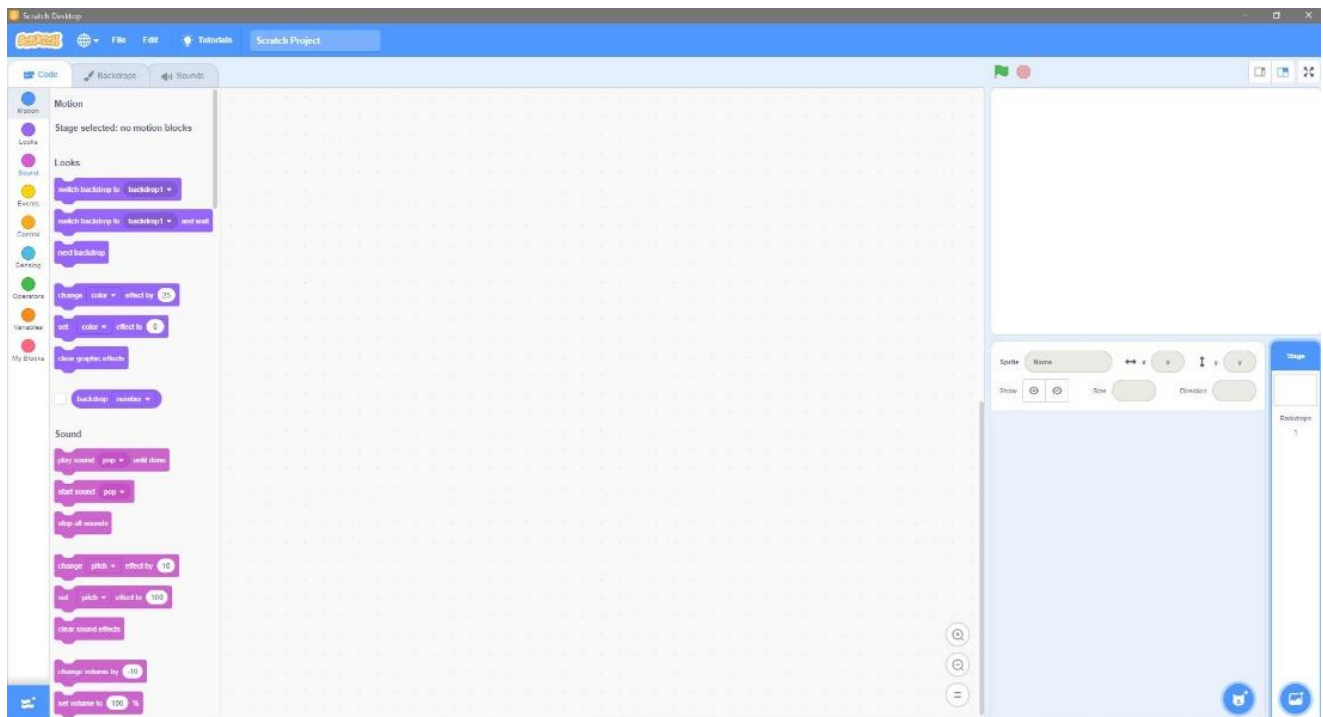 Scratch Desktop
SCRATCH File Edit Tutorials Scratch Project
Code Backdrops Sounds
Motion
Looks
Sound
Events
Control
Sensing
Operators
Variables
My Blocks
Motion
Stage selected: no motion blocks
Looks
switch backdrop to backdrop1
switch backdrop to backdrop1 and wait
next backdrop
change color effect by 25
set color effect to 0
clear graphic effects
backdrop number
Sound
play sound pop until done
start sound pop
stop all sounds
change pitch effect by 10
set pitch effect to 100
clear sound effects
change volume by -10
set volume to 100 %
Sprite Name x x y y
Show Size Direction
Stage
Backdrops
1